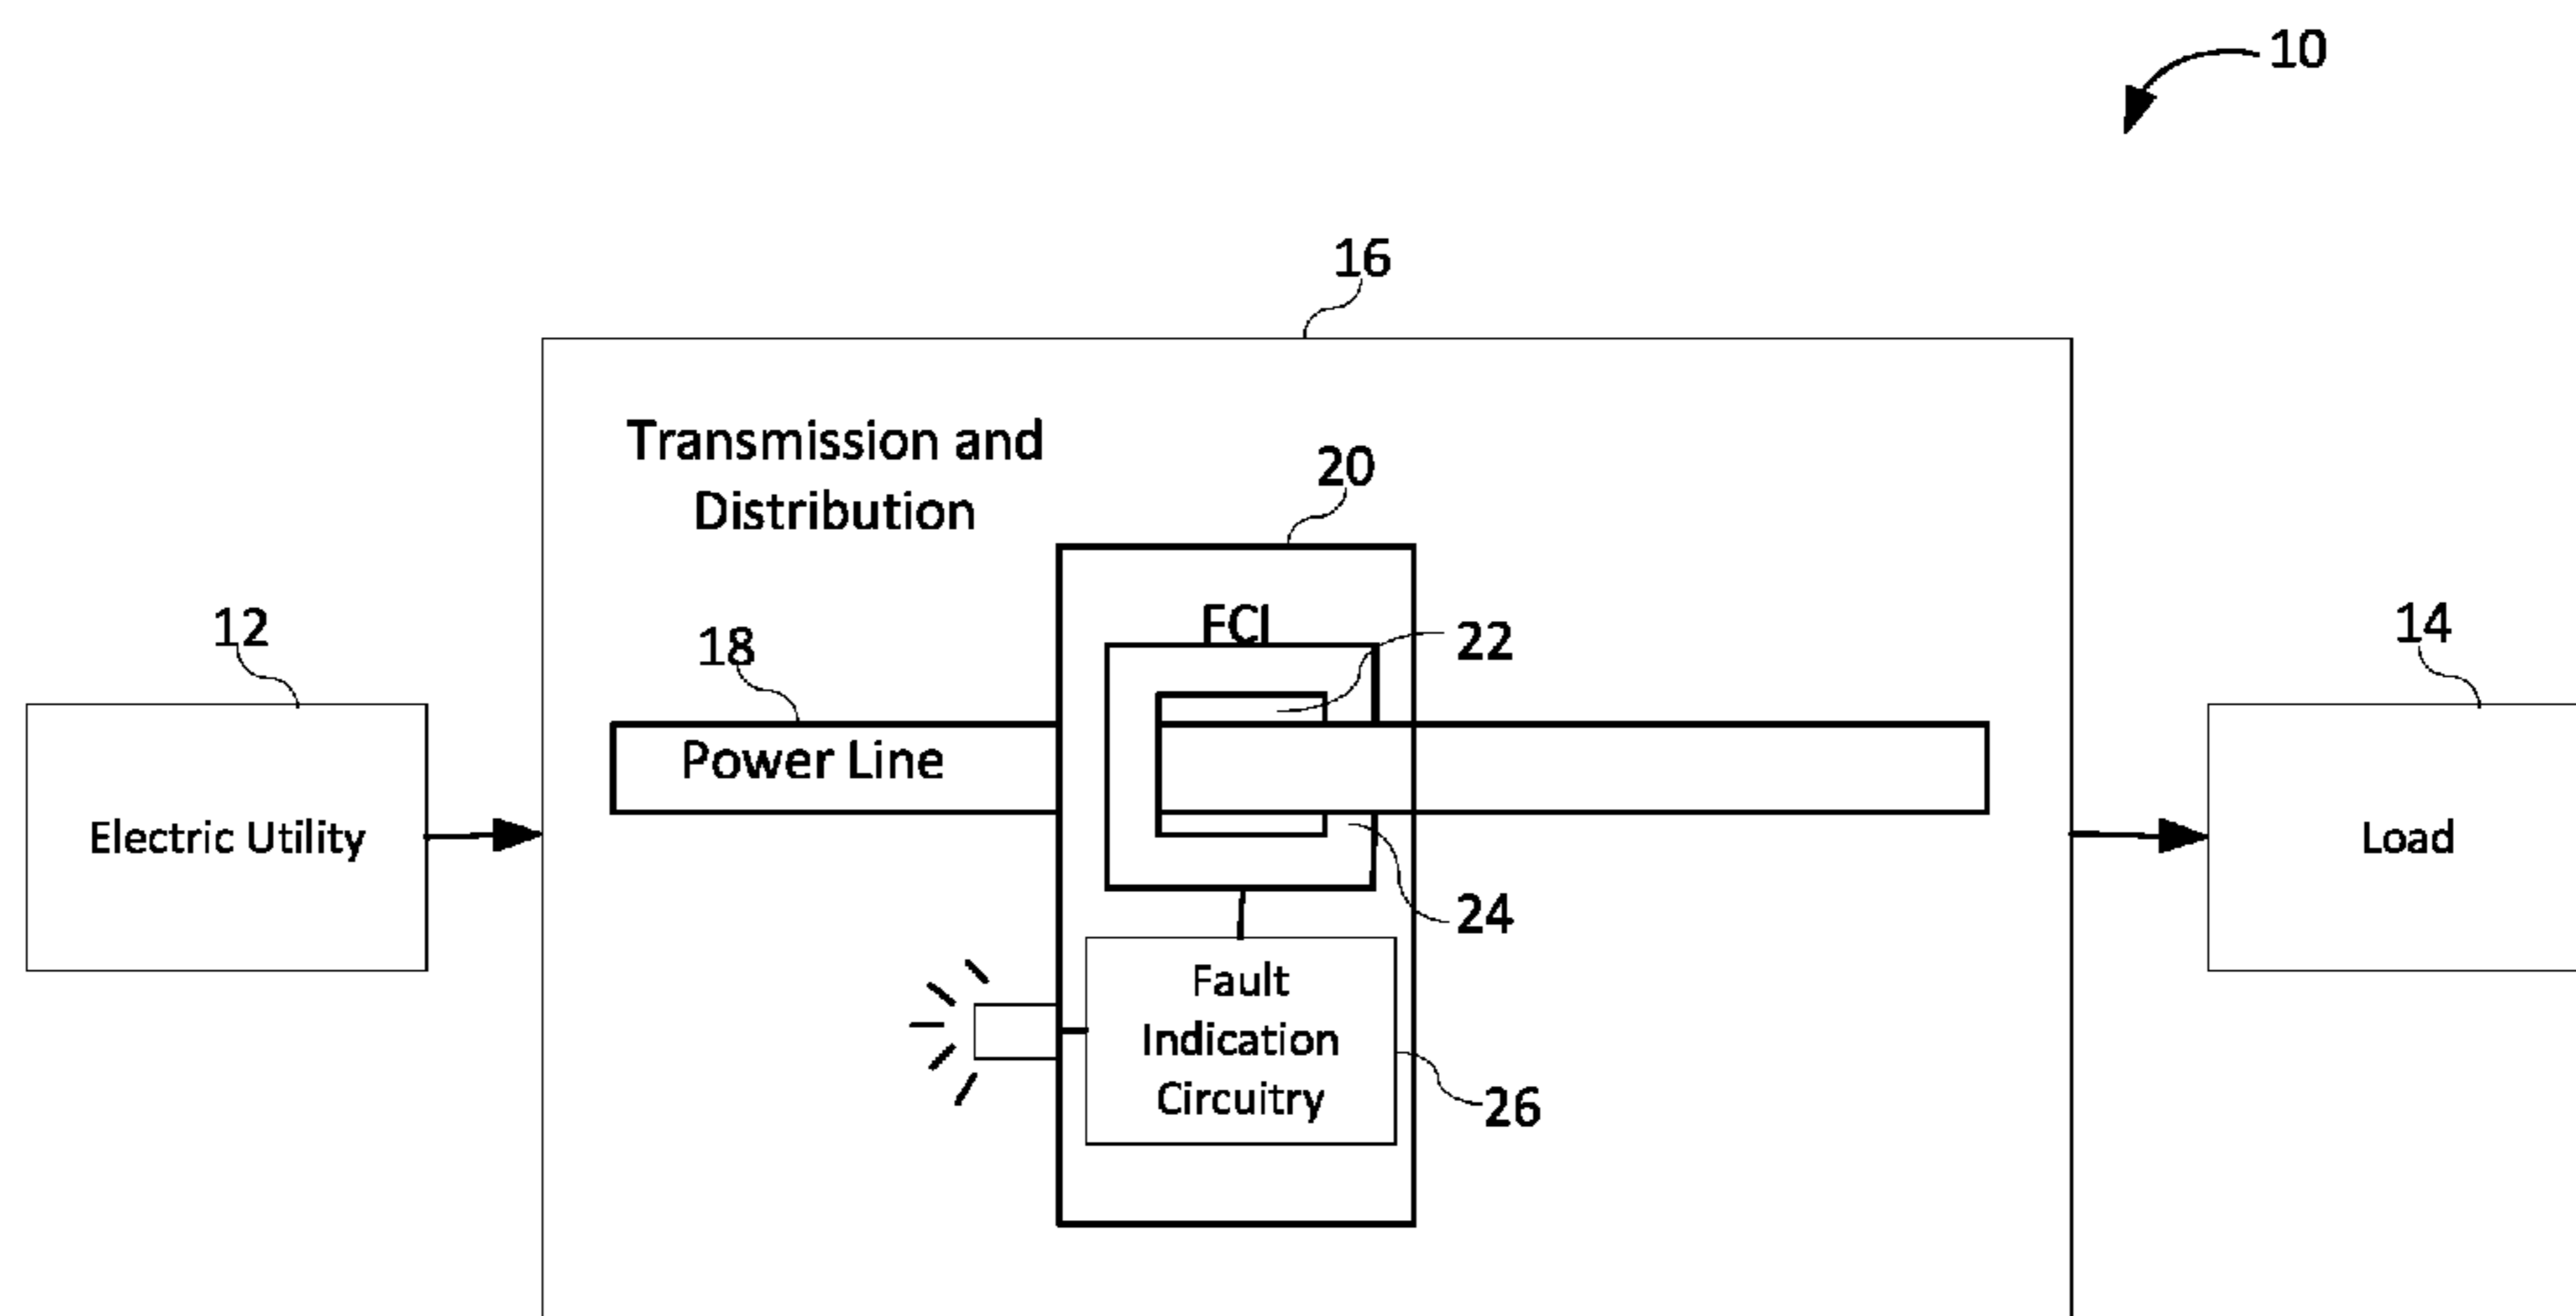 10
16
Transmission and
Distribution
20
12
18
FCI
22
14
Power Line
Electric Utility
Load
24
Fault
Indication
Circuitry
26